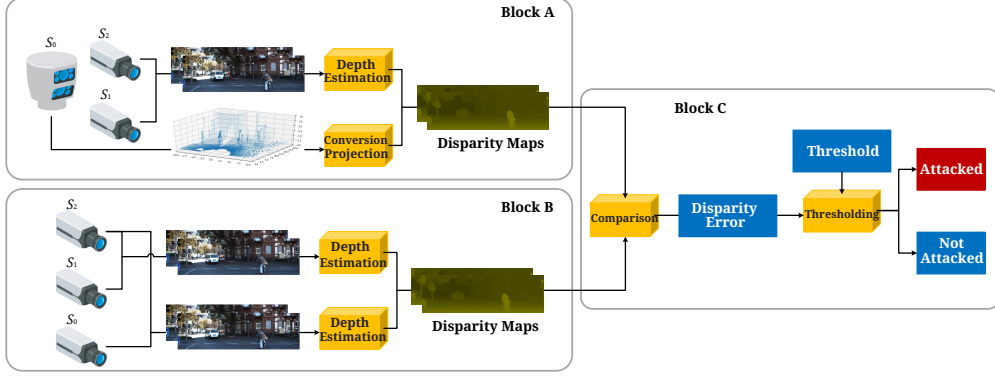 Block A
S₀
S₂
S₁
Depth
Estimation
Conversion
Projection
Disparity Maps
Block B
S₂
S₁
S₀
Depth
Estimation
Depth
Estimation
Disparity Maps
Block C
Comparison
Disparity
Error
Threshold
Thresholding
Attacked
Not
Attacked